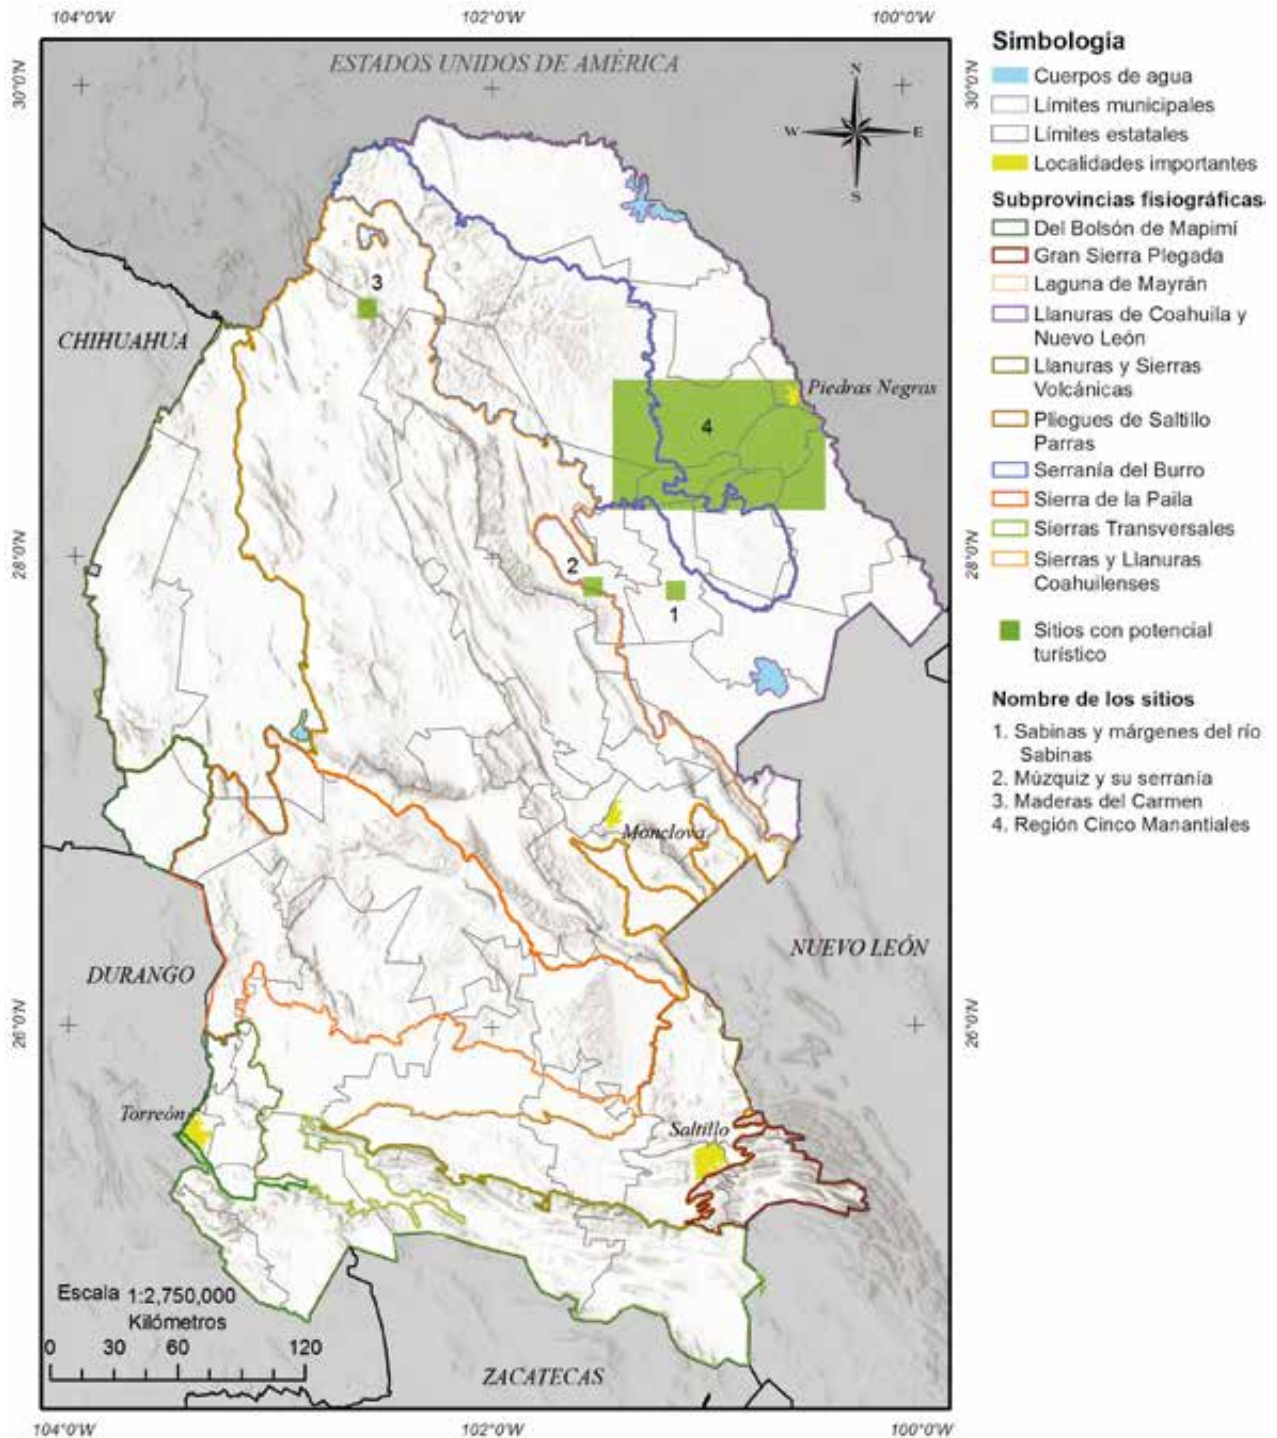 104°0'W
102°0'W
100°0'W
30°0'N
28°0'N
26°0'N
30°0'N
28°0'N
26°0'N
ESTADOS UNIDOS DE AMÉRICA
N
W
E
S
3
CHIHUAHUA
Piedras Negras
4
2
1
Monclova
DURANGO
NUEVO LEÓN
Torreón
Saltillo
Escala 1:2,750,000
Kilómetros
0 30 60 120
ZACATECAS
104°0'W
102°0'W
100°0'W
Simbología
Cuerpos de agua
Límites municipales
Límites estatales
Localidades importantes
Subprovincias fisiográficas
Del Bolsón de Mapimí
Gran Sierra Plegada
Laguna de Mayrán
Llanuras de Coahuila y
Nuevo León
Llanuras y Sierras
Volcánicas
Pliegues de Saltillo
Parras
Serranía del Burro
Sierra de la Paila
Sierras Transversales
Sierras y Llanuras
Coahuilenses
Sitios con potencial
turístico
Nombre de los sitios
1. Sabinas y márgenes del río
Sabinas
2. Múzquiz y su serranía
3. Maderas del Carmen
4. Región Cinco Manantiales